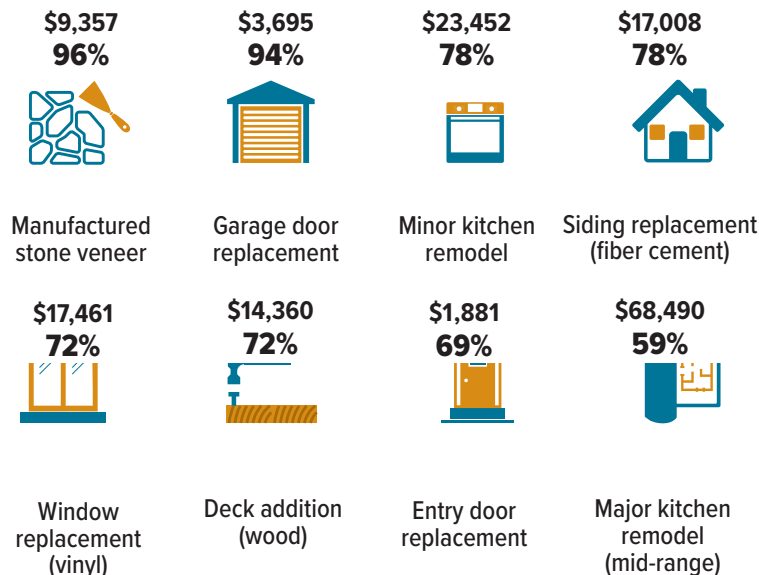 $9,357
96%
Manufactured
stone veneer
$3,695
94%
Garage door
replacement
$23,452
78%
Minor kitchen
remodel
$17,008
78%
Siding replacement
(fiber cement)
$17,461
72%
Window
replacement
(vinyl)
$14,360
72%
Deck addition
(wood)
$1,881
69%
Entry door
replacement
$68,490
59%
Major kitchen
remodel
(mid-range)